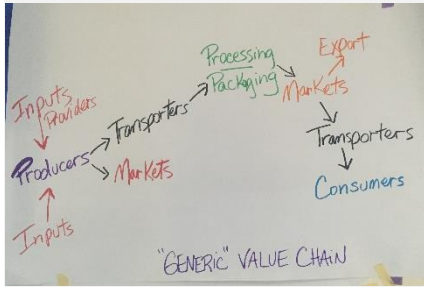 Processing
Packaging
Export
Markets
Inputs
Providers
Transporters
Producers
Markets
Transporters
Consumers
Inputs
"GENERIC" VALUE CHAIN